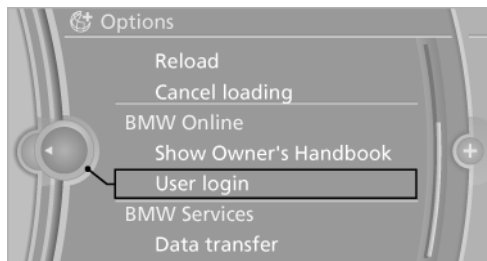 Options
Reload
Cancel loading
BMW Online
Show Owner's Handbook
User login
BMW Services
Data transfer